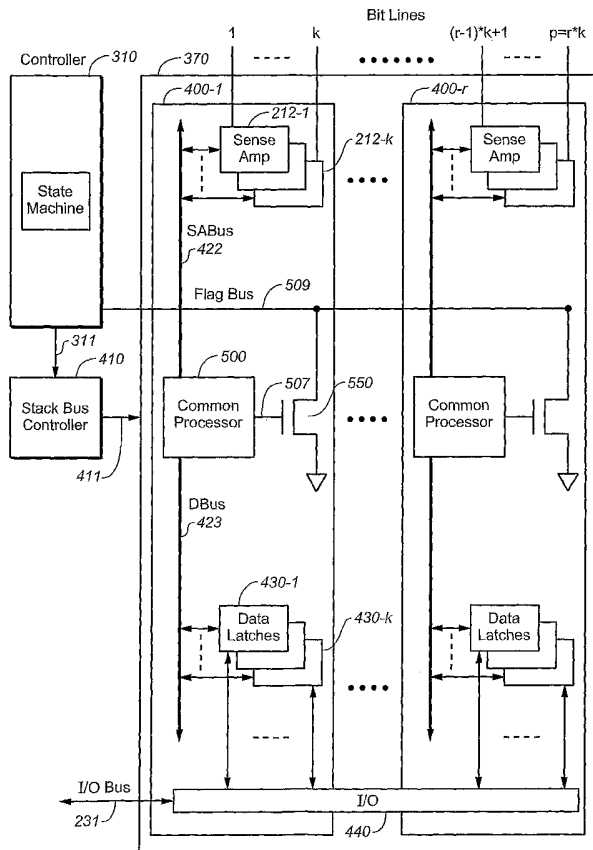 Bit Lines
1
k
(r-1)*k+1
p=r*k
Controller
310
370
400-1
400-r
212-1
212-k
Sense
Amp
Sense
Amp
State
Machine
SABus
422
Flag Bus
509
311
410
500
507
550
Stack Bus
Controller
Common
Processor
Common
Processor
411
DBus
423
430-1
430-k
Data
Latches
Data
Latches
I/O Bus
231
I/O
440